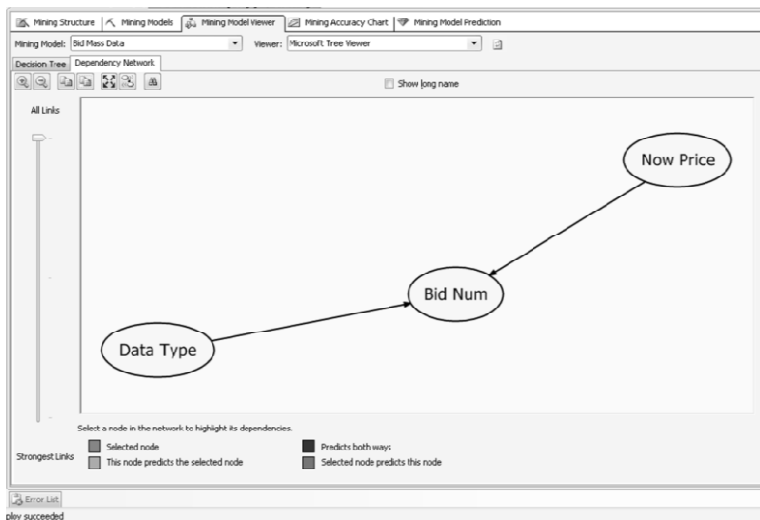 Mining Structure Mining Models Mining Model Viewer Mining Accuracy Chart Mining Model Prediction
Mining Model: Bid Mass Data Viewer: Microsoft Tree Viewer
Decision Tree Dependency Network
Show long name
All Links
Now Price
Bid Num
Data Type
Select a node in the network to highlight its dependencies.
Strongest Links
Selected node Predicts both ways
This node predicts the selected node Selected node predicts this node
Error List
ploy succeeded